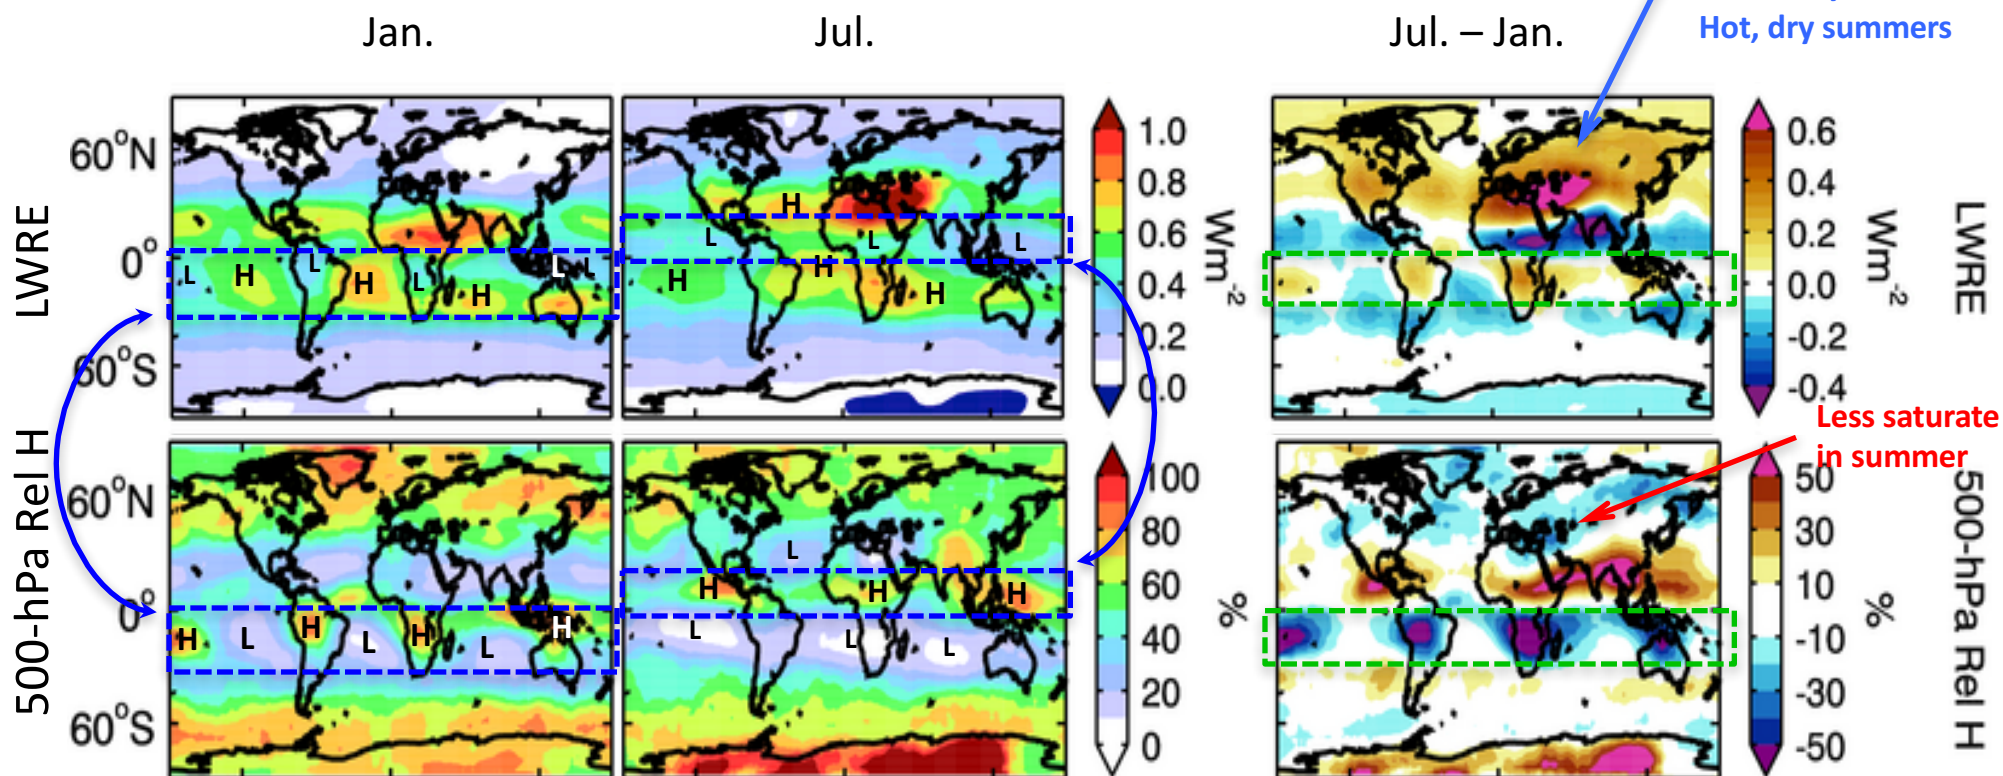 Jan.
Jul.
Jul. – Jan.
Hot, dry summers
LWRE
60°N
0°
60°S
L H L H L H L L
H L H L L H H
1.0
0.8
0.6
0.4
0.2
0.0
Wm-2
0.6
0.4
0.2
0.0
-0.2
-0.4
Wm-2
LWRE
Less saturate
in summer
500-hPa Rel H
60°N
0°
60°S
H L H L H L H
L H H H L L L
100
80
60
40
20
0
%
50
30
10
-10
-30
-50
%
500-hPa Rel H